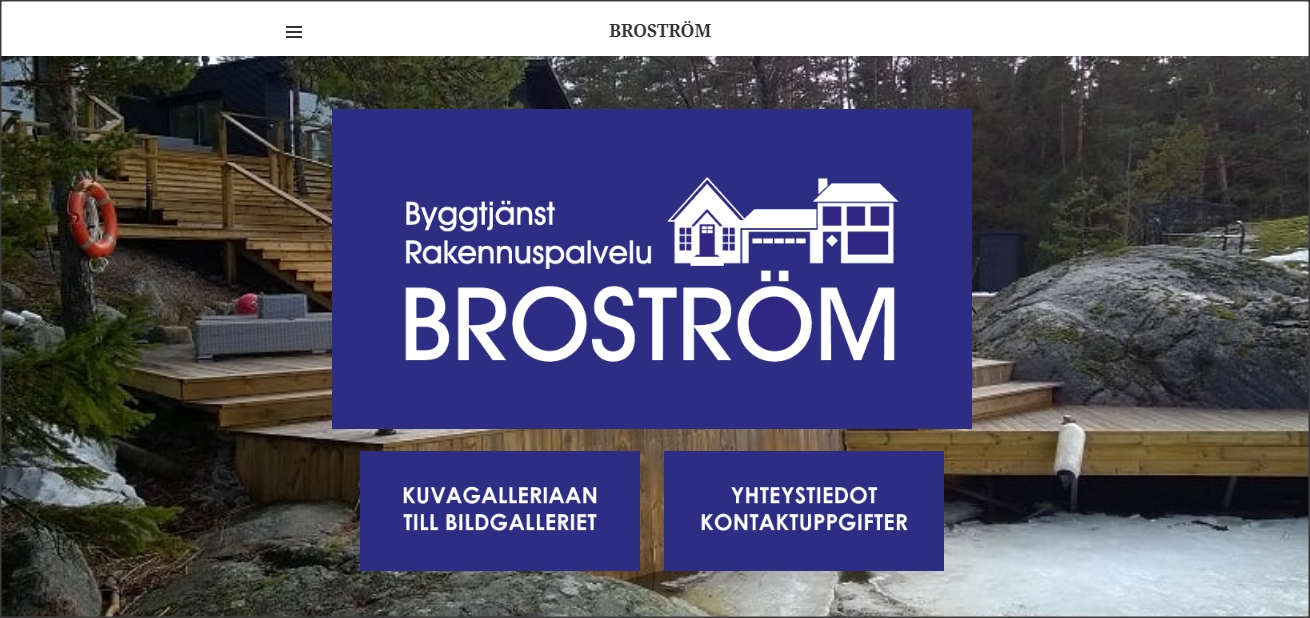 BROSTRÖM
Byggtjänst
Rakennuspalvelu
BROSTRÖM
KUVAGALLERIAAN
TILL BILDGALLERIET
YHTEYSTIEDOT
KONTAKTUPPGIFTER